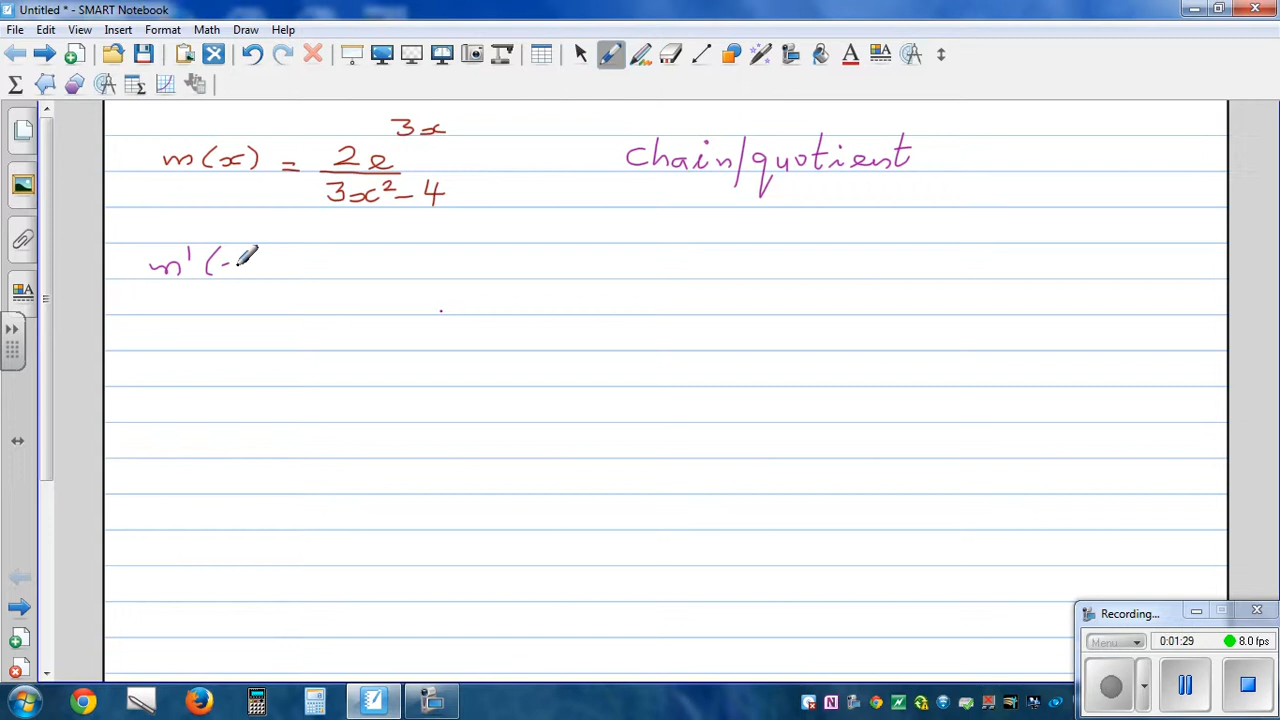 Untitled * - SMART Notebook
File Edit View Insert Format Math Draw Help
m(x) = 2e^{3x} / 3x² - 4
Chain/quotient
m' (-
Recording...
Menu 0:01:29 8.0 fps